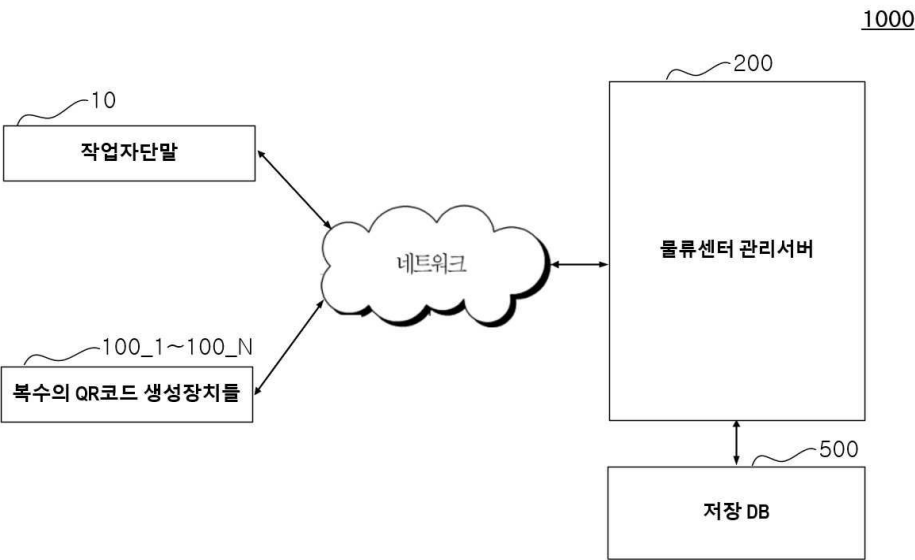 1000
200
10
작업자단말
물류센터 관리서버
네트워크
100_1~100_N
복수의 QR코드 생성장치들
500
저장 DB